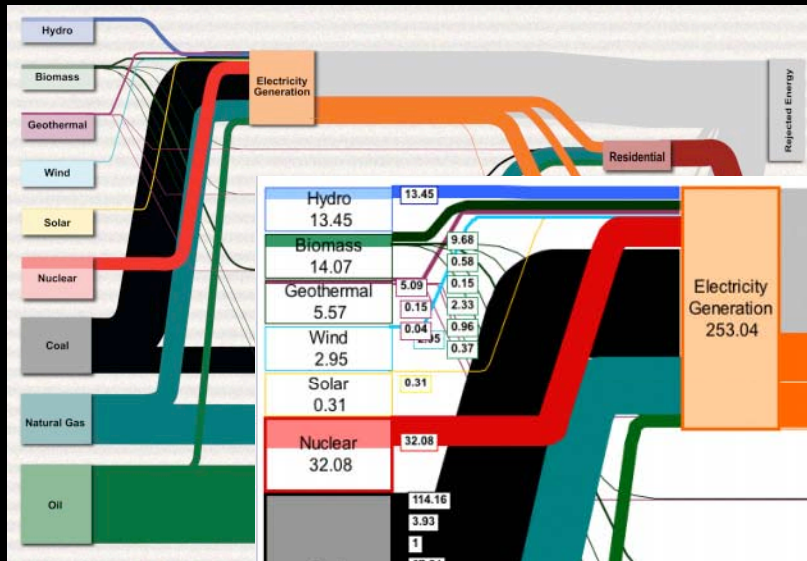 Hydro
Biomass
Geothermal
Wind
Solar
Nuclear
Coal
Natural Gas
Oil
Electricity
Generation
Residential
Rejected Energy
Hydro
13.45
Biomass
14.07
Geothermal
5.57
Wind
2.95
Solar
0.31
Nuclear
32.08
13.45
9.68
0.58
0.15
2.33
0.96
0.37
5.09
0.15
0.04
0.31
32.08
114.16
3.93
1
Electricity
Generation
253.04